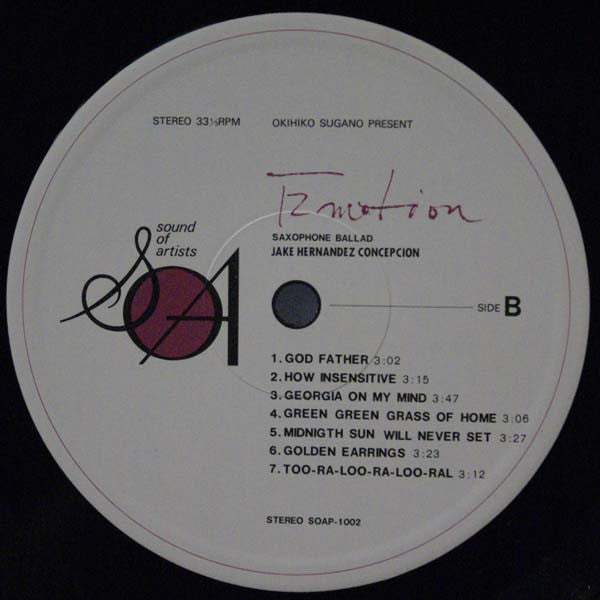 STEREO 33⅓RPM
OKIHIKO SUGANO PRESENT
Emotion
SAXOPHONE BALLAD
JAKE HERNANDEZ CONCEPCION
sound
of
artists
SOA
SIDE B
1. GOD FATHER 3:02
2. HOW INSENSITIVE 3:15
3. GEORGIA ON MY MIND 3:47
4. GREEN GREEN GRASS OF HOME 3:06
5. MIDNIGTH SUN WILL NEVER SET 3:27
6. GOLDEN EARRINGS 3:23
7. TOO-RA-LOO-RA-LOO-RAL 3:12
STEREO SOAP-1002